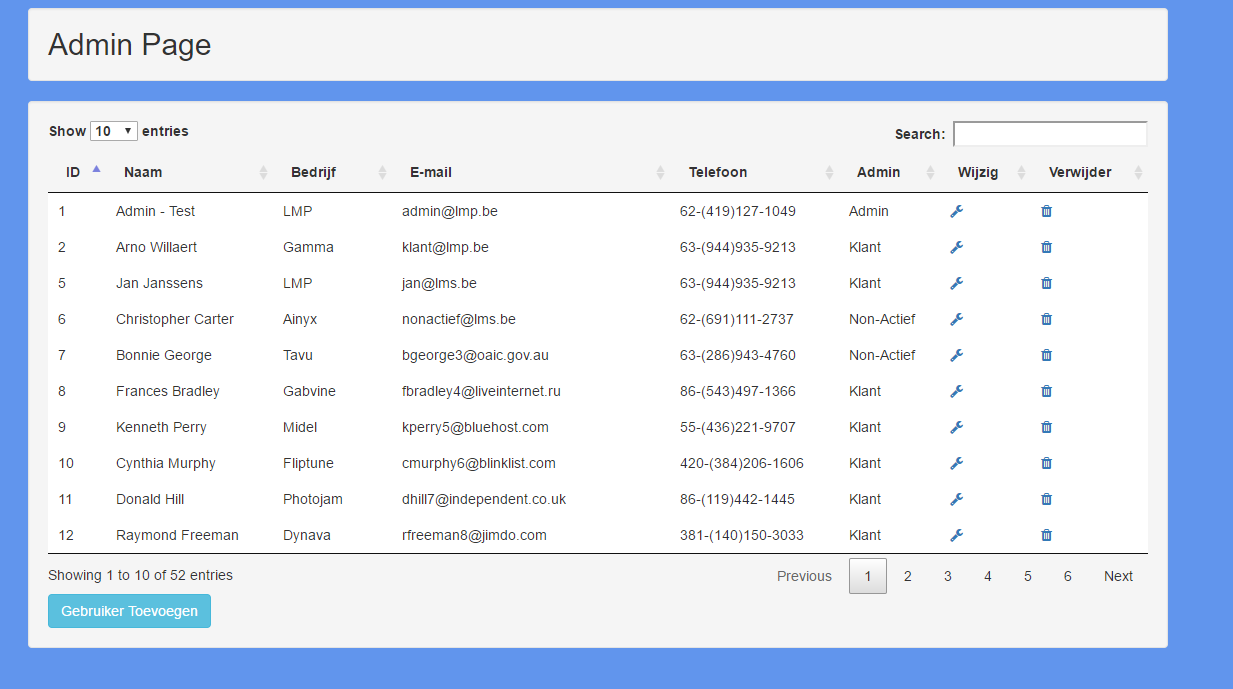 Admin Page
Show 10 entries Search:
ID Naam Bedrijf E-mail Telefoon Admin Wijzig Verwijder
1 Admin - Test LMP admin@lmp.be 62-(419)127-1049 Admin
2 Arno Willaert Gamma klant@lmp.be 63-(944)935-9213 Klant
5 Jan Janssens LMP jan@lms.be 63-(944)935-9213 Klant
6 Christopher Carter Ainyx nonactief@lms.be 62-(691)111-2737 Non-Actief
7 Bonnie George Tavu bgeorge3@oaic.gov.au 63-(286)943-4760 Non-Actief
8 Frances Bradley Gabvine fbradley4@liveinternet.ru 86-(543)497-1366 Klant
9 Kenneth Perry Midel kperry5@bluehost.com 55-(436)221-9707 Klant
10 Cynthia Murphy Fliptune cmurphy6@blinklist.com 420-(384)206-1606 Klant
11 Donald Hill Photojam dhill7@independent.co.uk 86-(119)442-1445 Klant
12 Raymond Freeman Dynava rfreeman8@jimdo.com 381-(140)150-3033 Klant
Showing 1 to 10 of 52 entries Previous 1 2 3 4 5 6 Next
Gebruiker Toevoegen